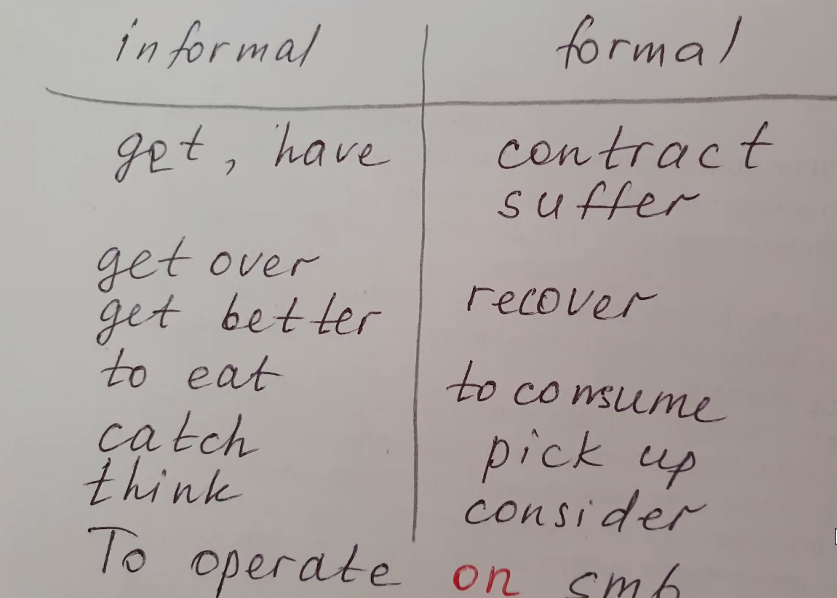 informal formal
get, have contract
suffer
get over
get better recover
to eat to consume
catch pick up
think consider
To operate on smb